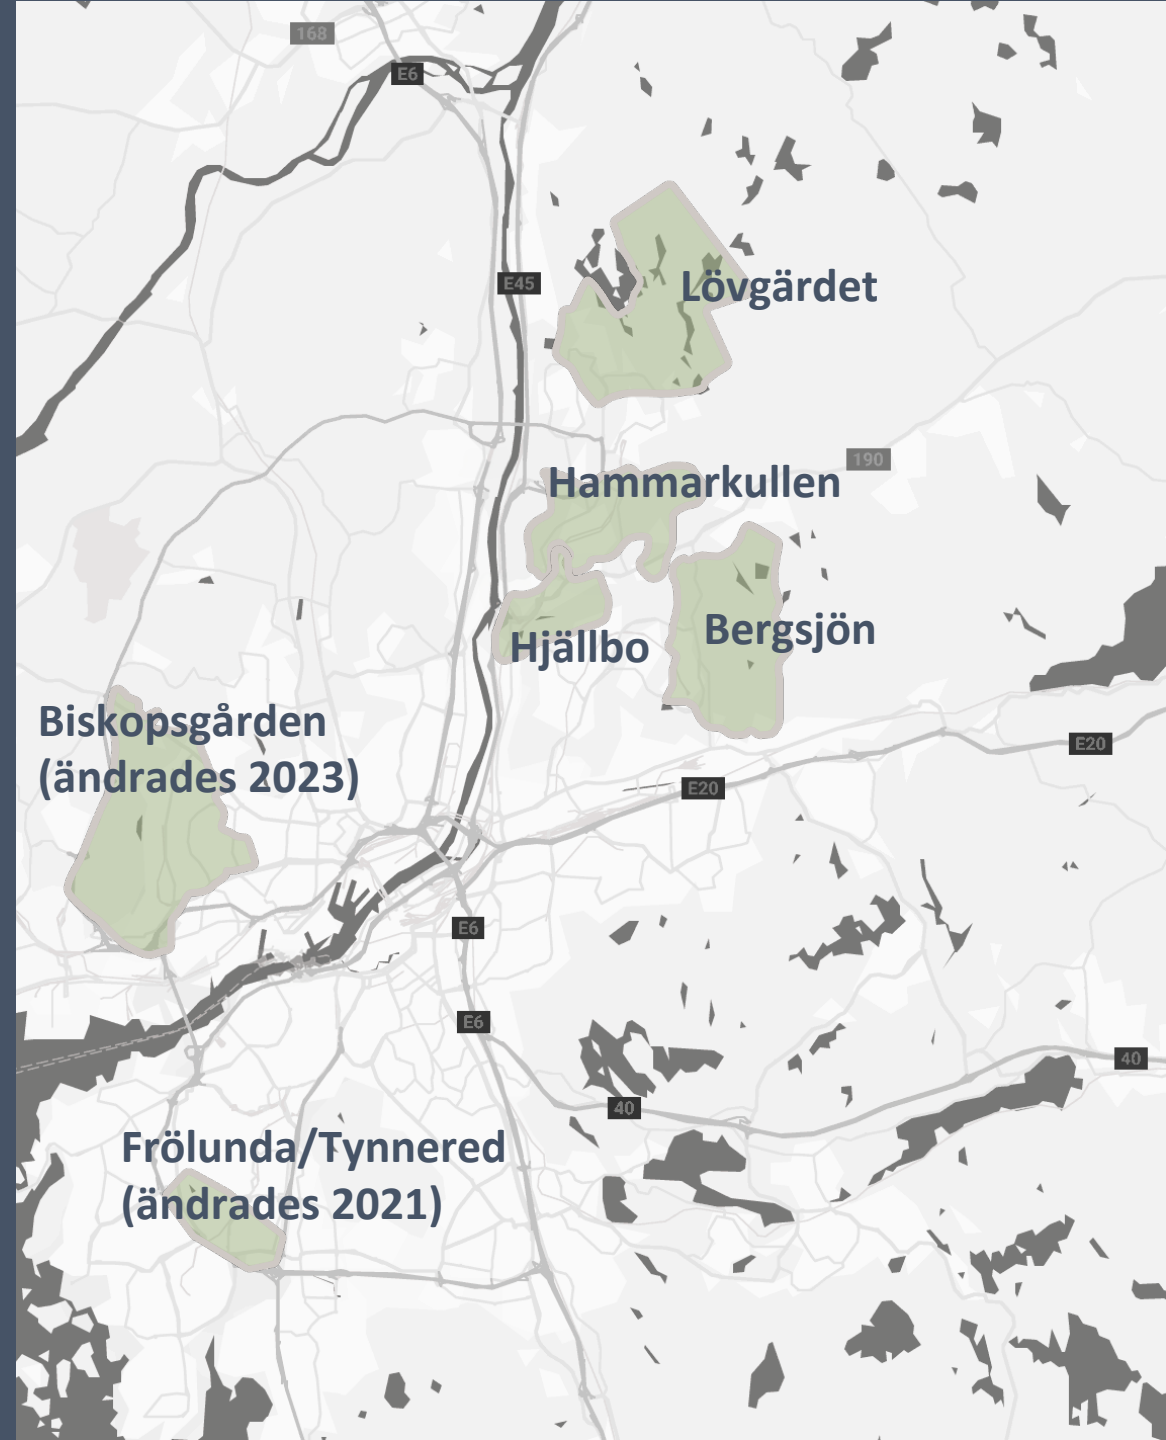 168
E6
E45
Lövgärdet
190
Hammarkullen
Bergsjön
Hjällbo
Biskopsgården
(ändrades 2023)
E20
E20
E6
E6
40
40
Frölunda/Tynnered
(ändrades 2021)